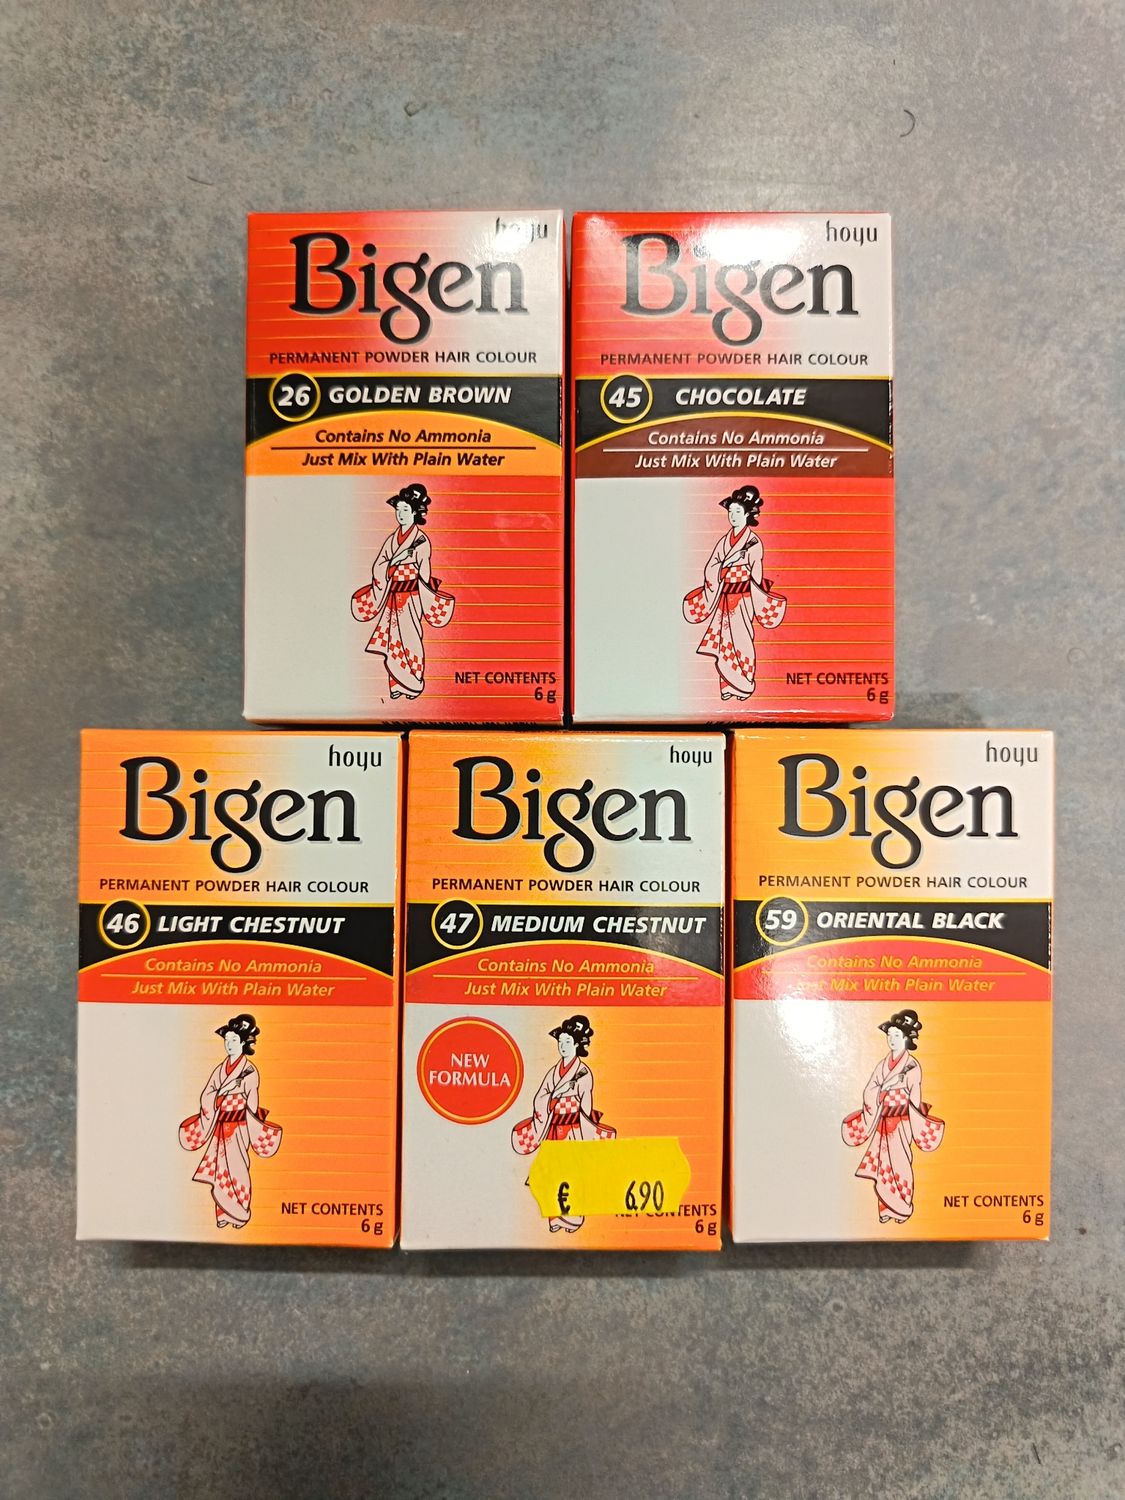 hoyu
Bigen
PERMANENT POWDER HAIR COLOUR
26 GOLDEN BROWN
Contains No Ammonia
Just Mix With Plain Water
NET CONTENTS
6 g
hoyu
Bigen
PERMANENT POWDER HAIR COLOUR
45 CHOCOLATE
Contains No Ammonia
Just Mix With Plain Water
NET CONTENTS
6 g
hoyu
Bigen
PERMANENT POWDER HAIR COLOUR
46 LIGHT CHESTNUT
Contains No Ammonia
Just Mix With Plain Water
NET CONTENTS
6 g
hoyu
Bigen
PERMANENT POWDER HAIR COLOUR
47 MEDIUM CHESTNUT
Contains No Ammonia
Just Mix With Plain Water
NEW
FORMULA
€ 6.90
NET CONTENTS
6 g
hoyu
Bigen
PERMANENT POWDER HAIR COLOUR
59 ORIENTAL BLACK
Contains No Ammonia
Just Mix With Plain Water
NET CONTENTS
6 g